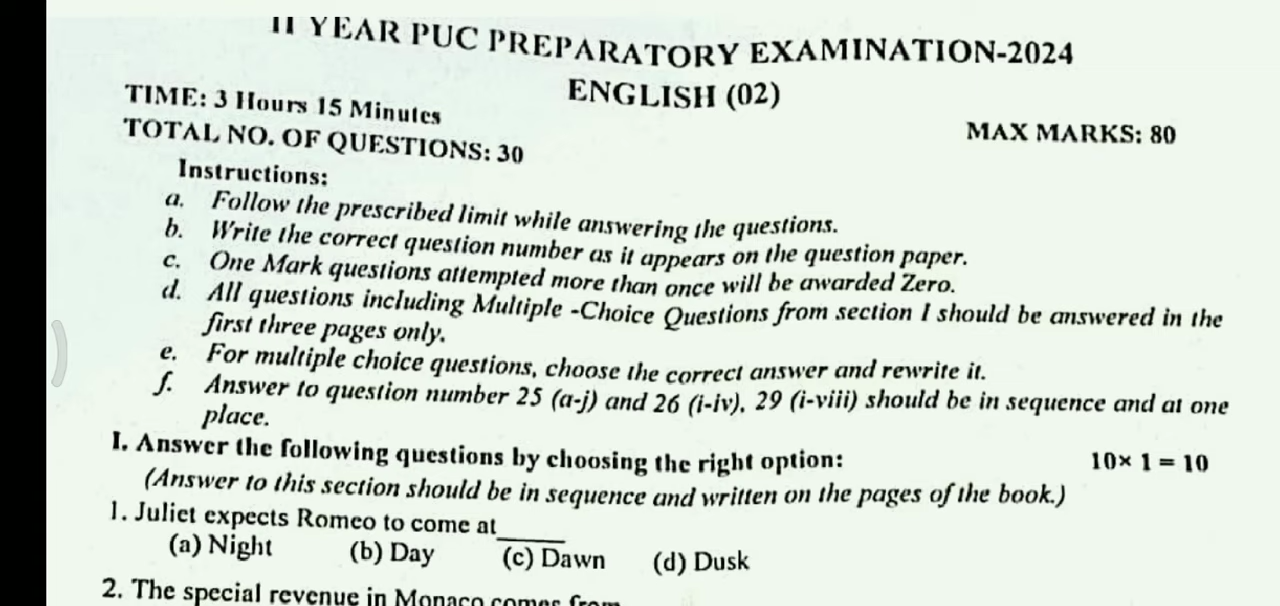 II YEAR PUC PREPARATORY EXAMINATION-2024
ENGLISH (02)
TIME: 3 Hours 15 Minutes
MAX MARKS: 80
TOTAL NO. OF QUESTIONS: 30
Instructions:
a. Follow the prescribed limit while answering the questions.
b. Write the correct question number as it appears on the question paper.
c. One Mark questions attempted more than once will be awarded Zero.
d. All questions including Multiple -Choice Questions from section I should be answered in the
first three pages only.
e. For multiple choice questions, choose the correct answer and rewrite it.
f. Answer to question number 25 (a-j) and 26 (i-iv), 29 (i-viii) should be in sequence and at one
place.
I. Answer the following questions by choosing the right option: 10× 1 = 10
(Answer to this section should be in sequence and written on the pages of the book.)
1. Juliet expects Romeo to come at______
(a) Night (b) Day (c) Dawn (d) Dusk
2. The special revenue in Monaco comes from